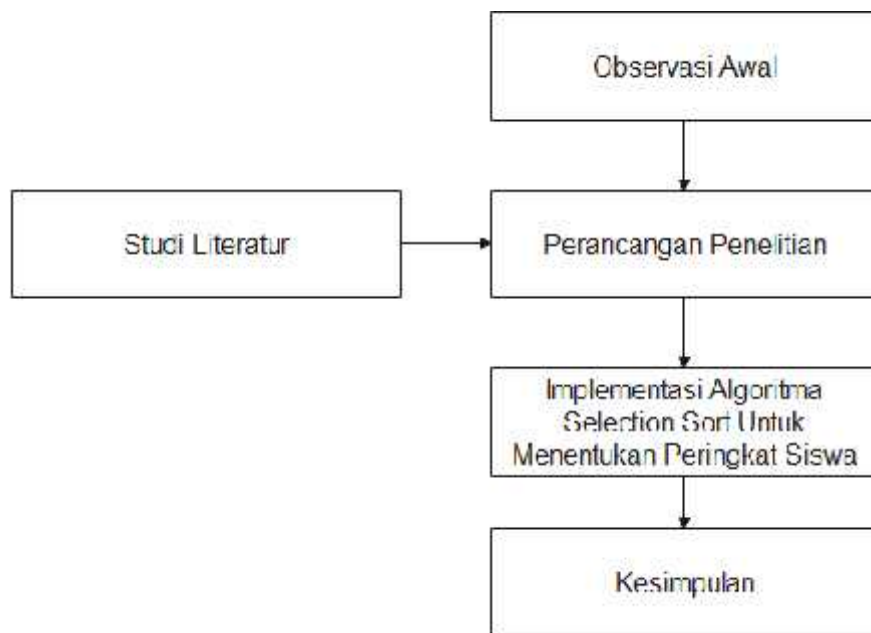 Observasi Awal
Studi Literatur
Perancangan Penelitian
Implementasi Algoritma
Selection Sort Untuk
Menentukan Peringkat Siswa
Kesimpulan